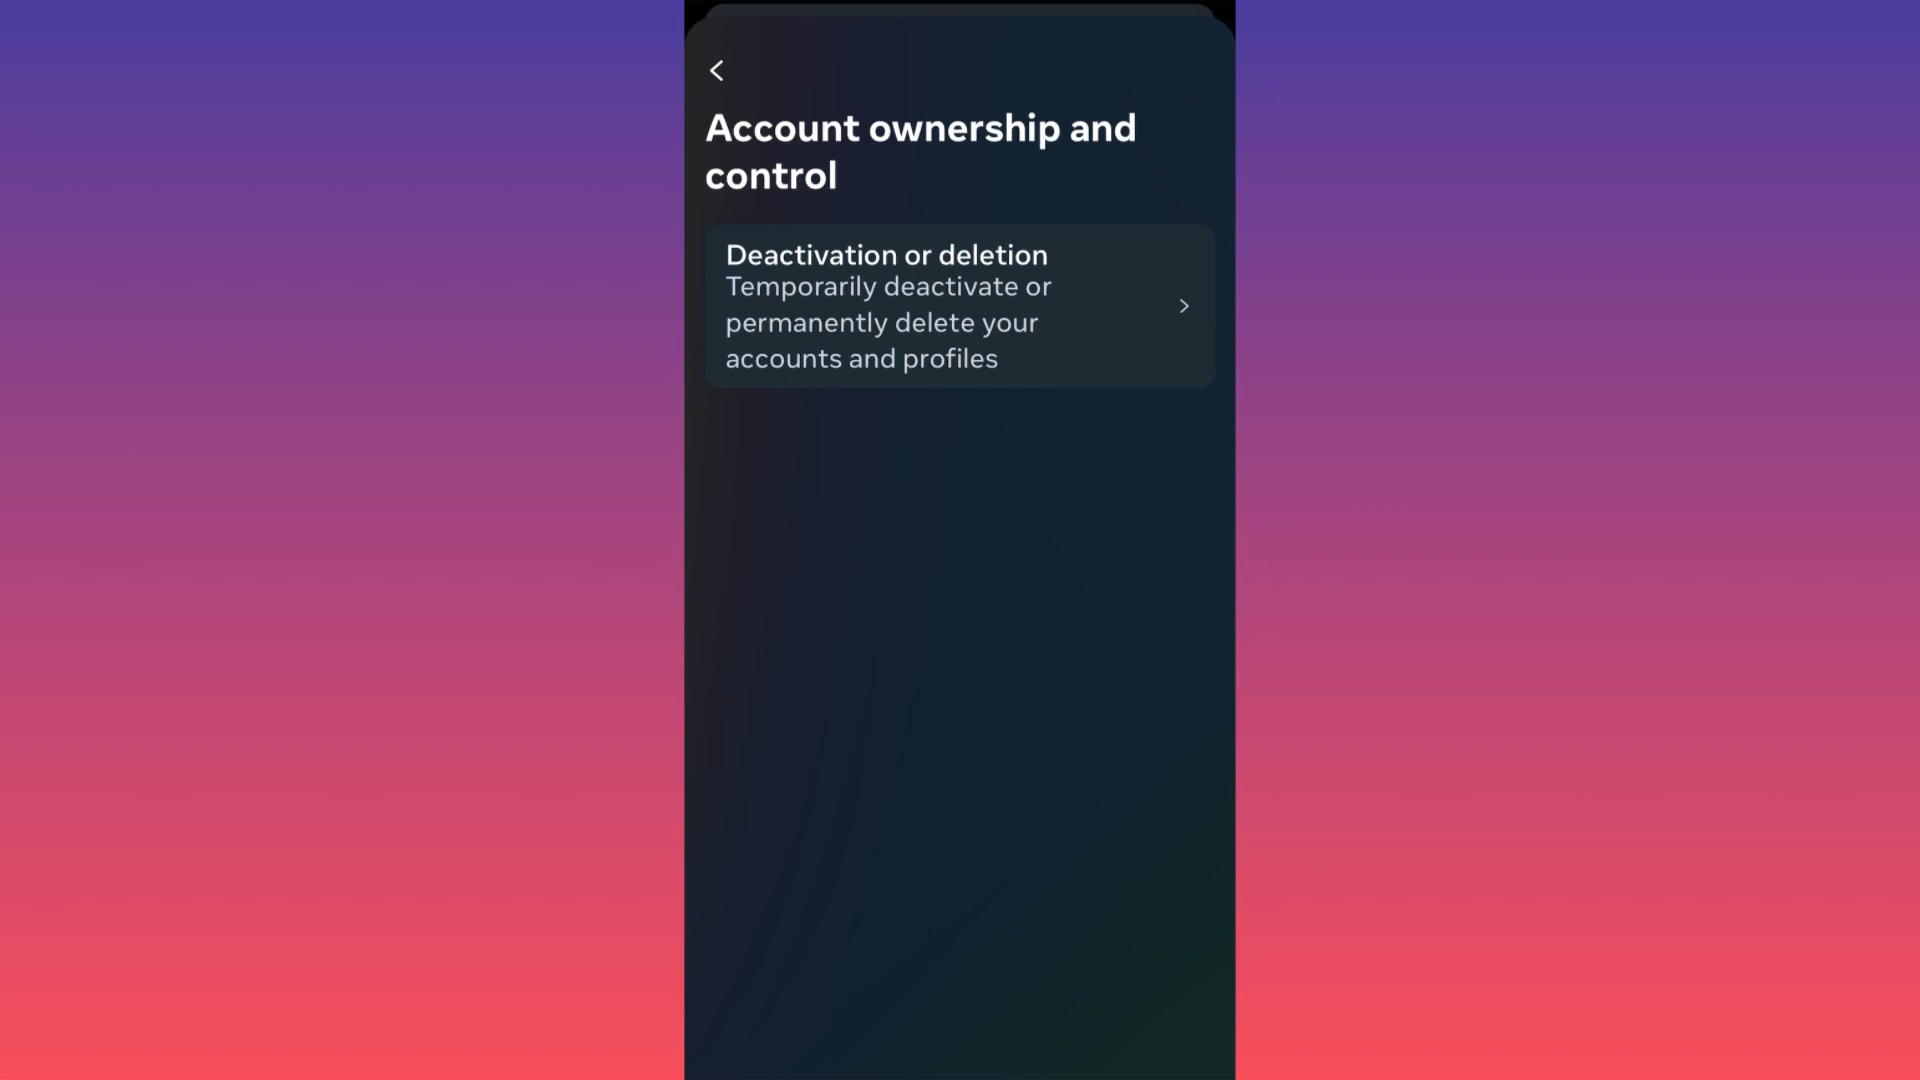 Account ownership and
control
Deactivation or deletion
Temporarily deactivate or
permanently delete your
accounts and profiles